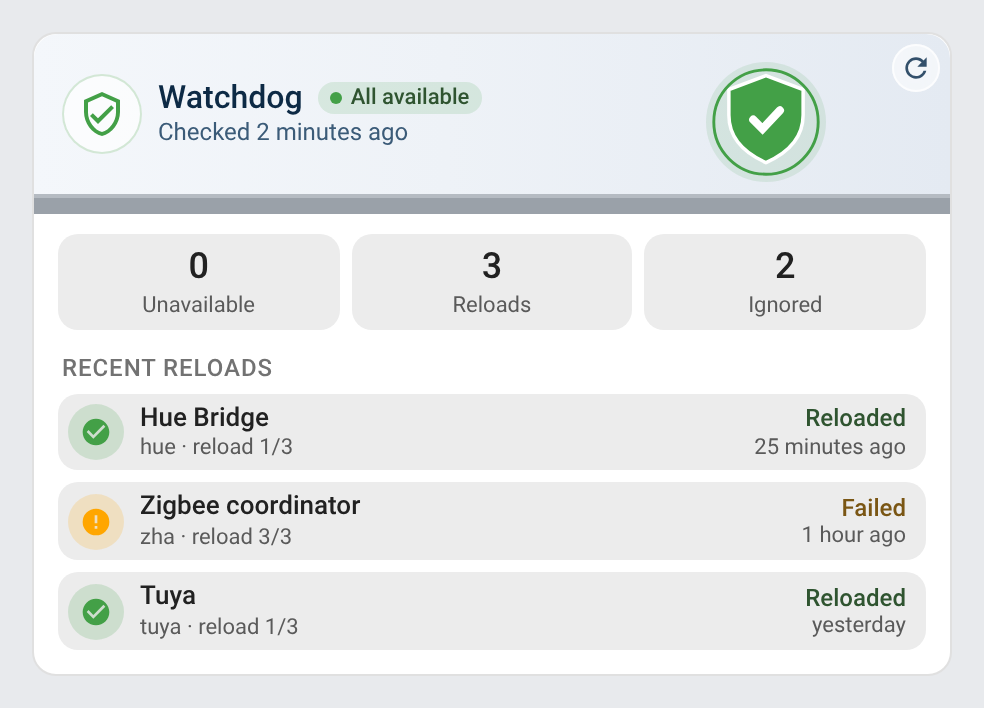 Watchdog
All available
Checked 2 minutes ago
0
Unavailable
3
Reloads
2
Ignored
RECENT RELOADS
Hue Bridge
Reloaded
hue · reload 1/3
25 minutes ago
Zigbee coordinator
Failed
zha · reload 3/3
1 hour ago
Tuya
Reloaded
tuya · reload 1/3
yesterday